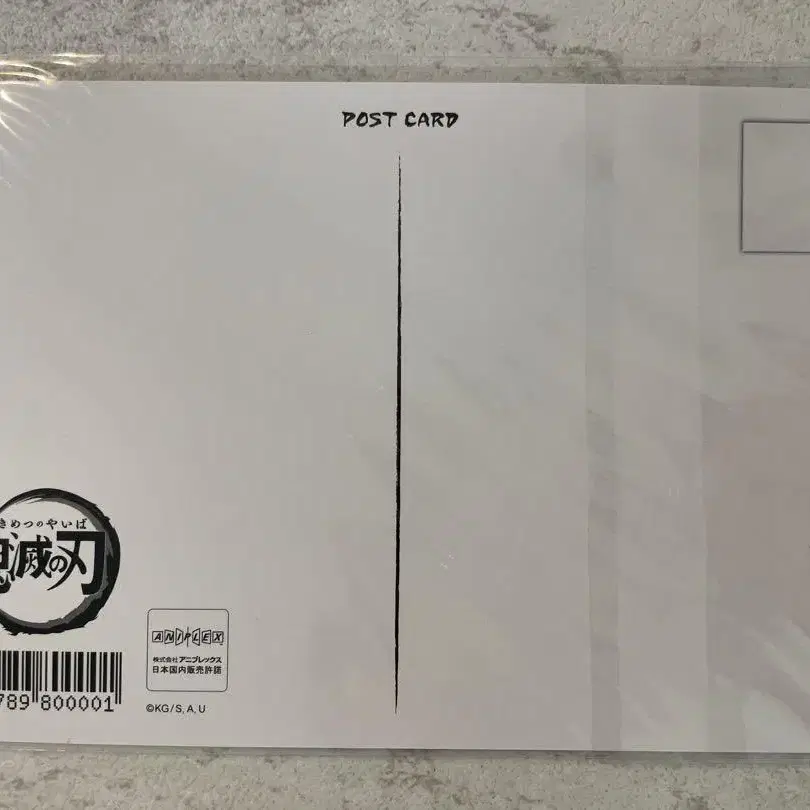 POST CARD
きめつのやいば
鬼滅の刃
ANIPLEX
株式会社アニプレックス
日本国内販売許諾
789 800001
©KG/S, A, U